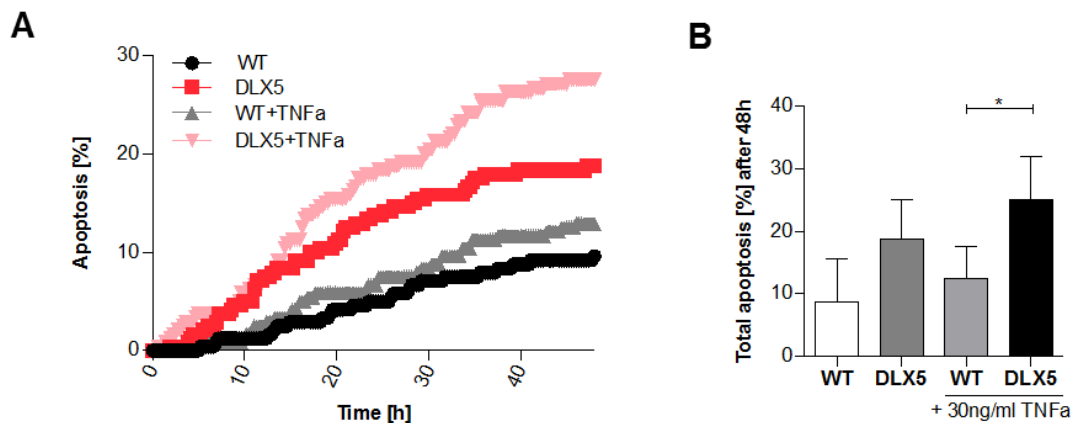 A
30
20
10
0
Apoptosis [%]
WT
DLX5
WT+TNFa
DLX5+TNFa
0
10
20
30
40
Time [h]
B
Total apoptosis [%] after 48h
40
30
20
10
0
*
WT
DLX5
WT
DLX5
+ 30ng/ml TNFa